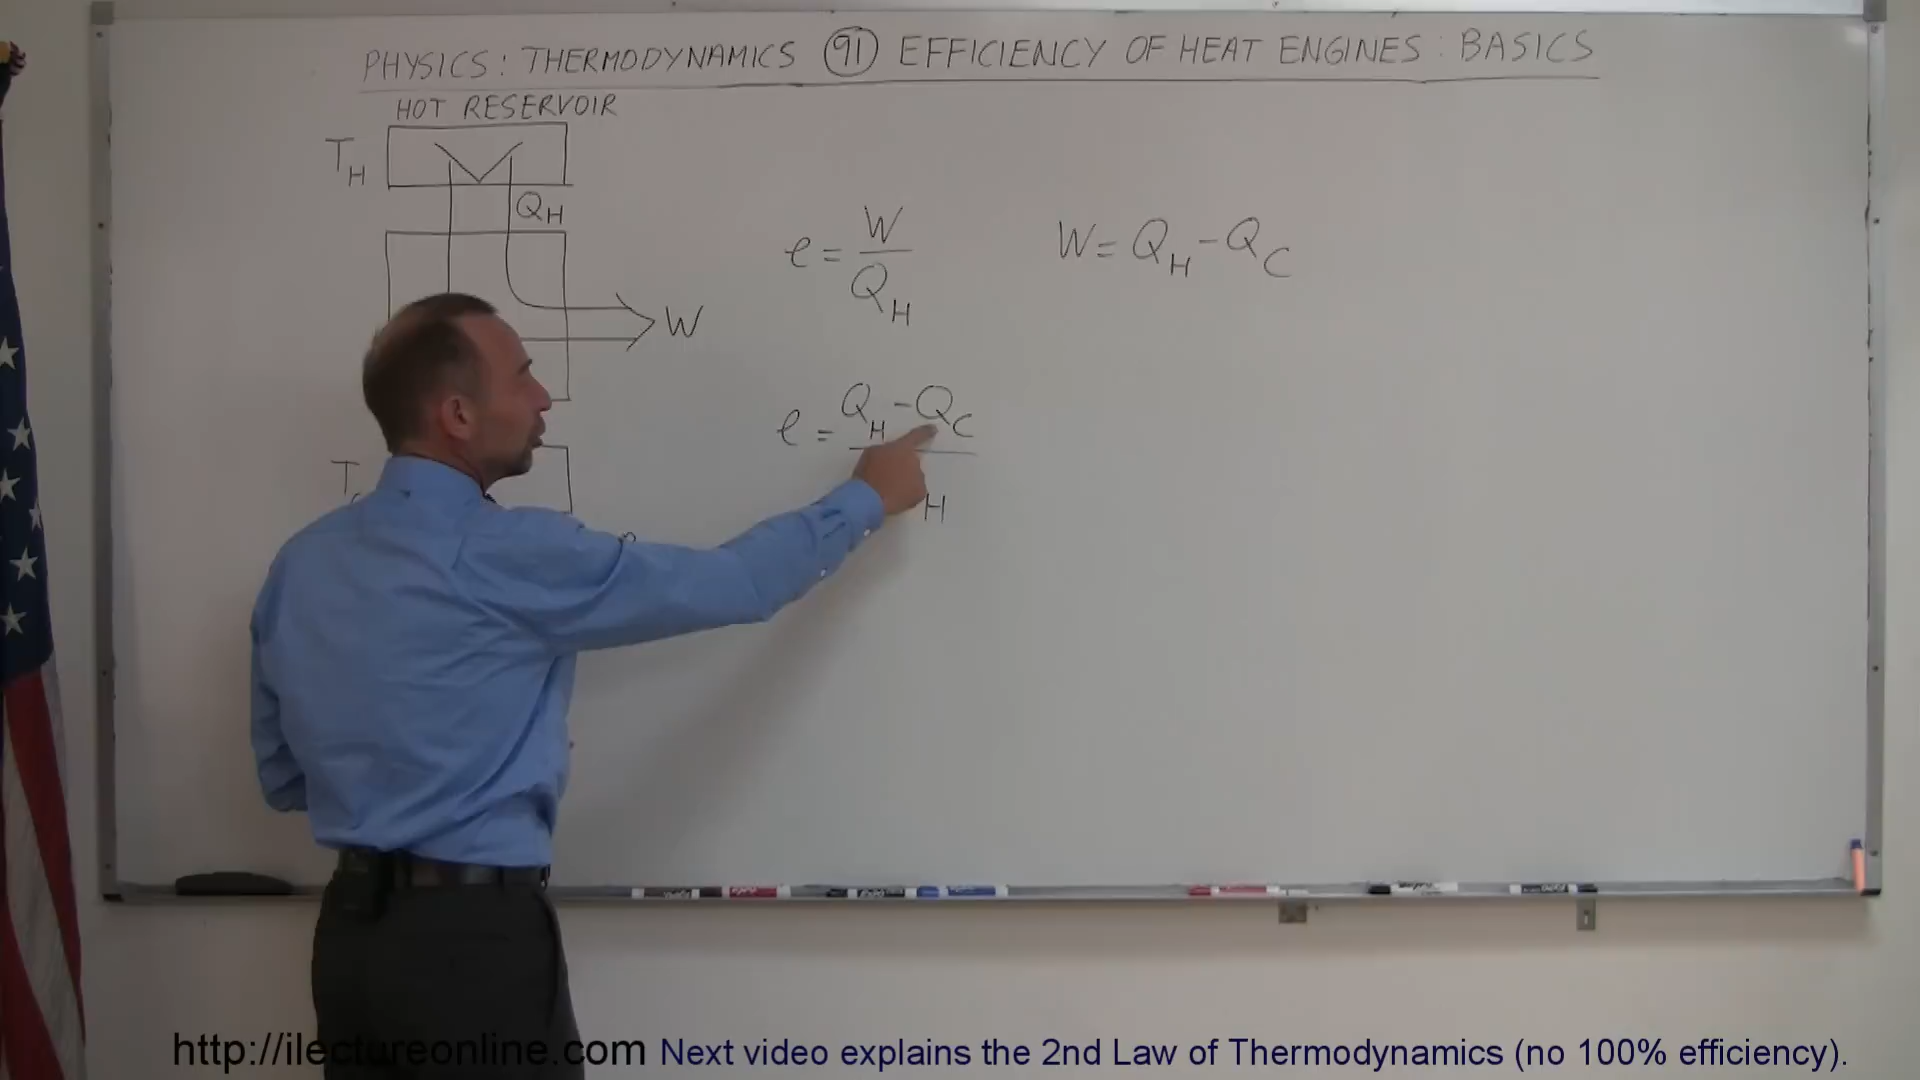 PHYSICS: THERMODYNAMICS 91 EFFICIENCY OF HEAT ENGINES: BASICS
HOT RESERVOIR
T_H
Q_H
W
e = W / Q_H
W = Q_H - Q_C
e = Q_H - Q_C
H
T
http://ilectureonline.com Next video explains the 2nd Law of Thermodynamics (no 100% efficiency).